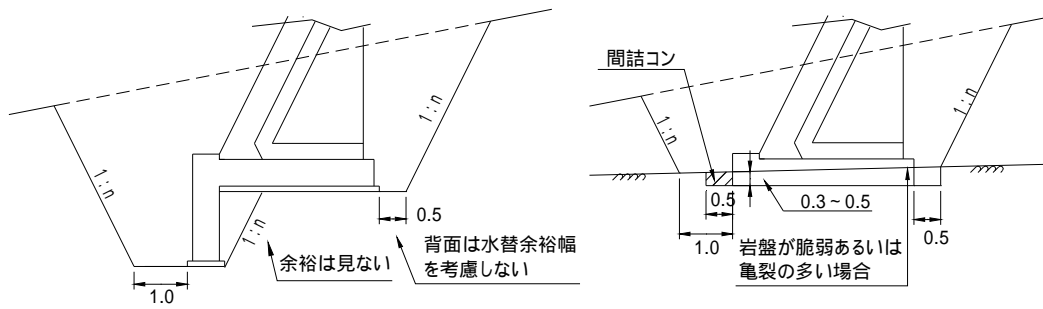 1:n
1:n
1:n
1.0
余裕は見ない
0.5
背面は水替余裕幅
を考慮しない
間詰コン
1:n
1:n
0.5
1.0
0.3~0.5
0.5
岩盤が脆弱あるいは
亀裂の多い場合